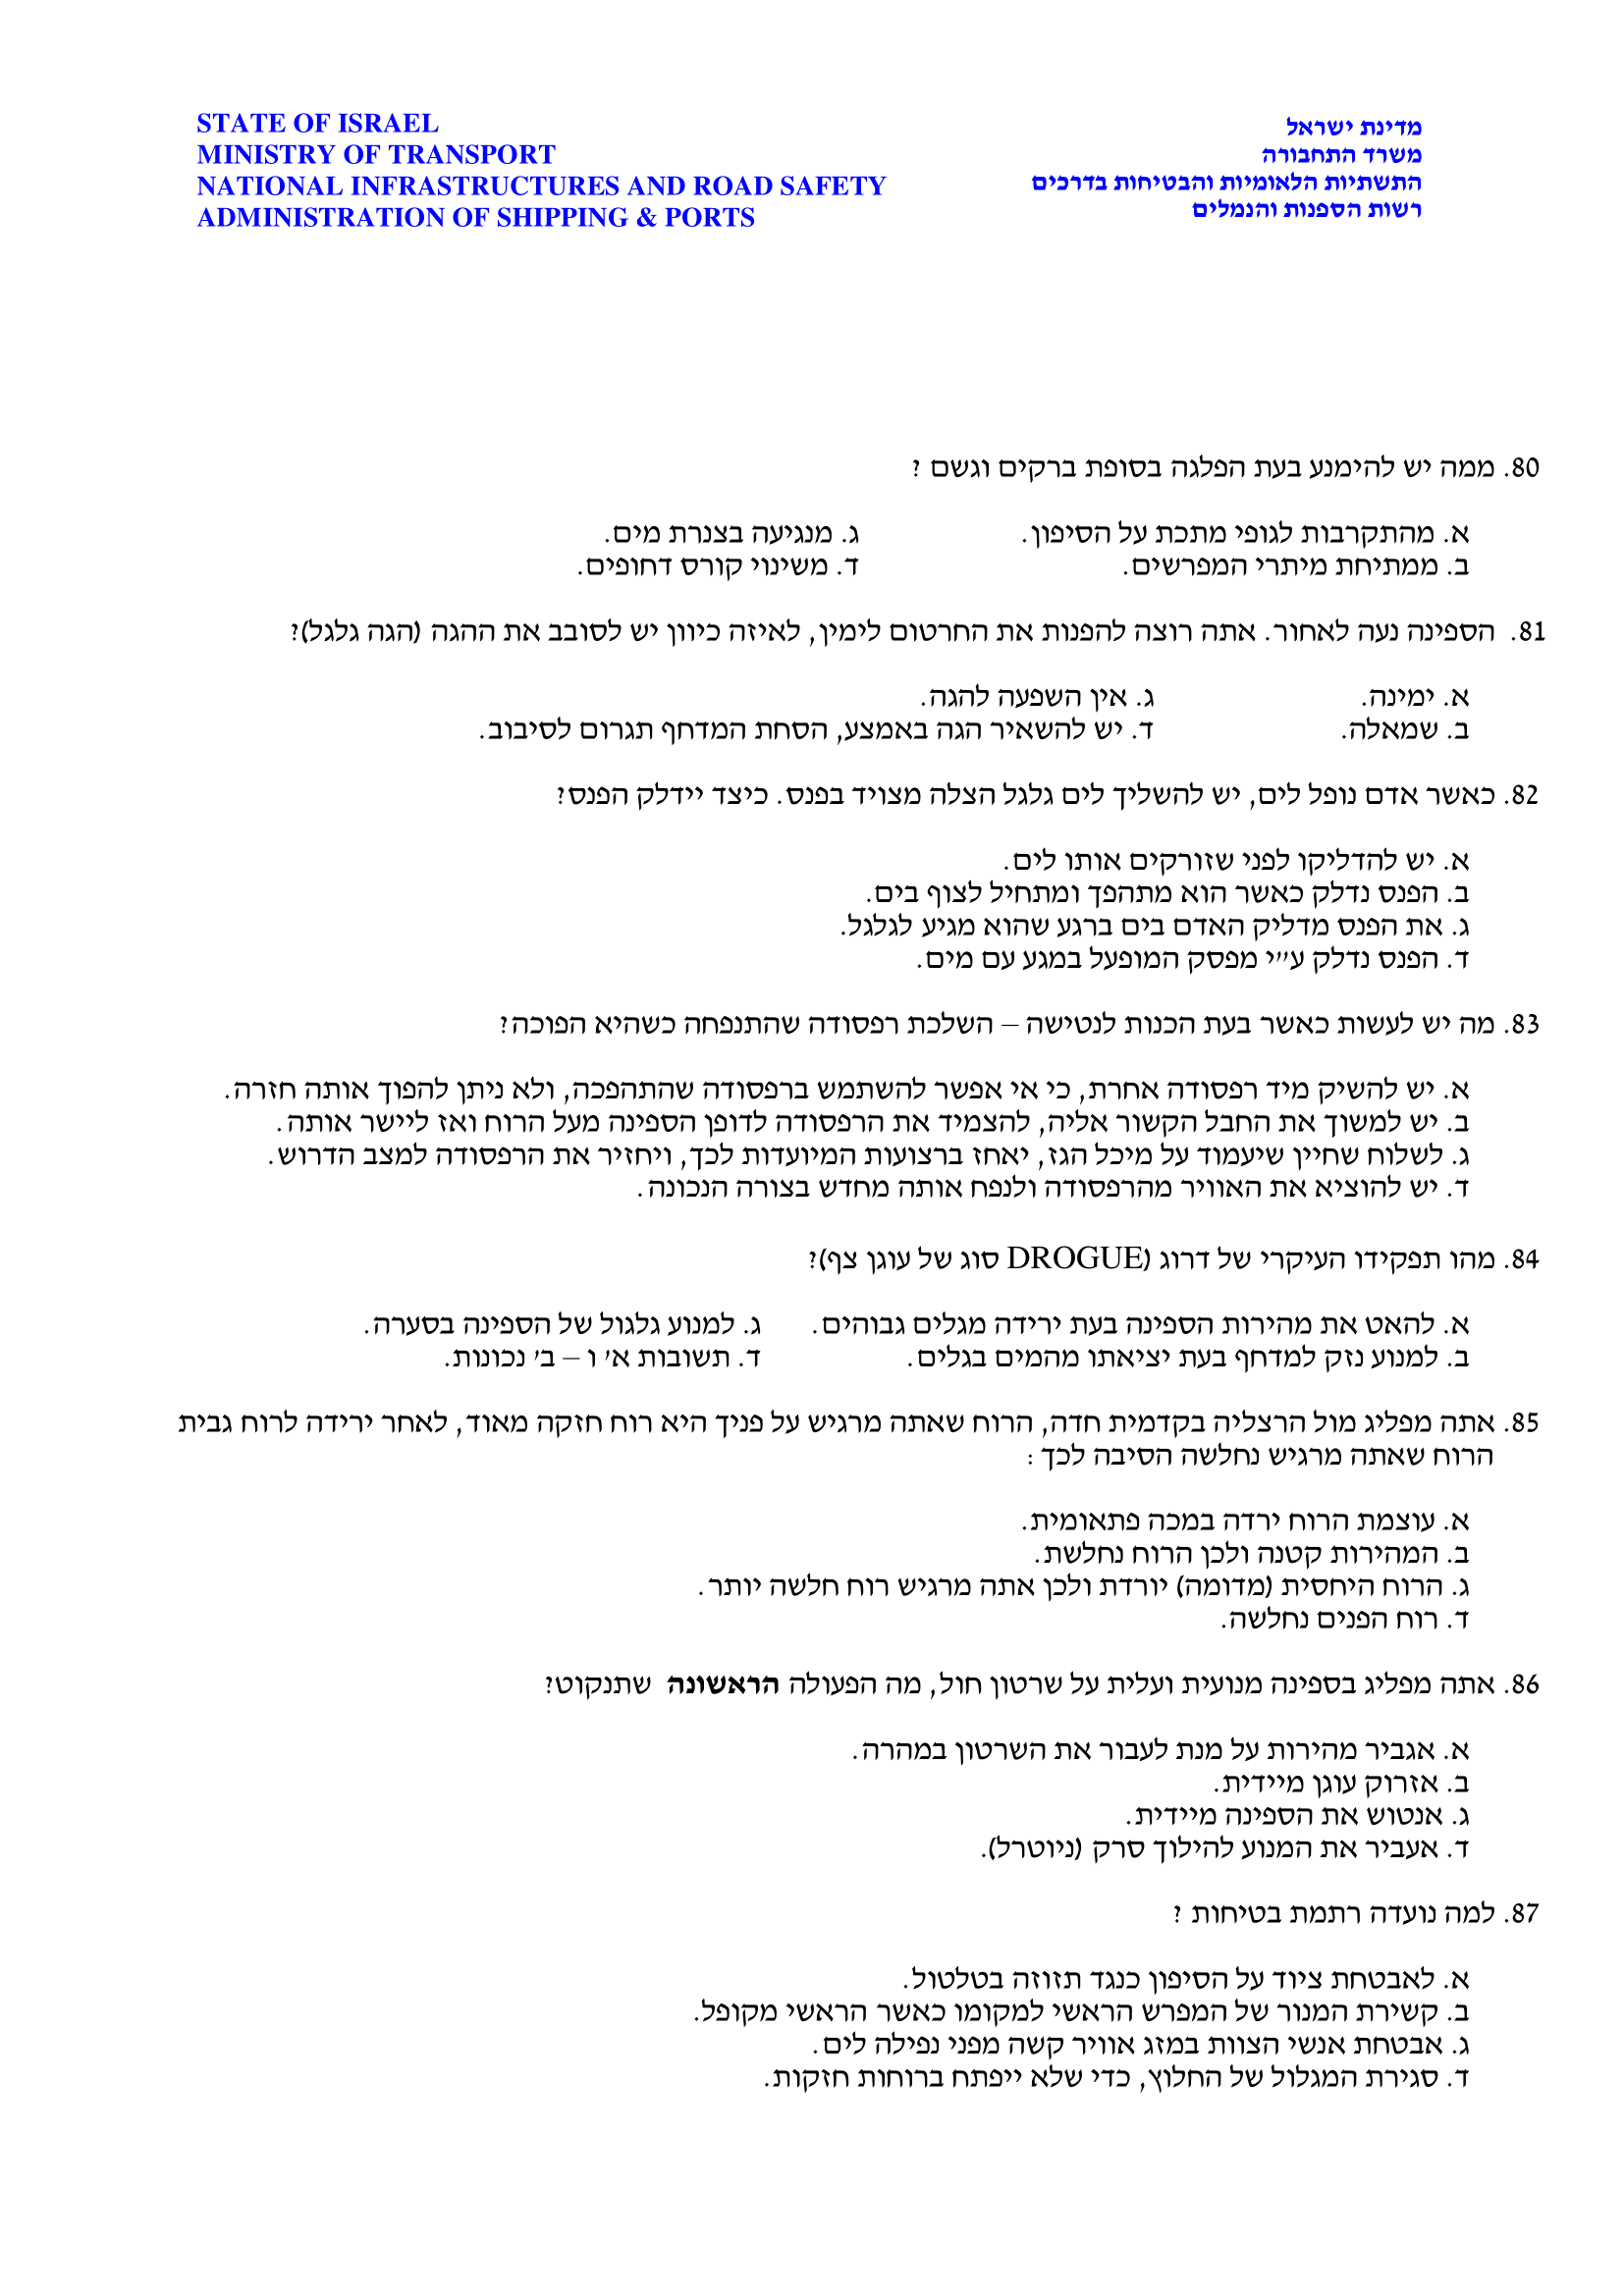 STATE OF ISRAEL
MINISTRY OF TRANSPORT
NATIONAL INFRASTRUCTURES AND ROAD SAFETY
ADMINISTRATION OF SHIPPING & PORTS
מדינת ישראל
משרד התחבורה
התשתיות הלאומיות והבטיחות בדרכים
רשות הספנות והנמלים
80. ממה יש להימנע בעת הפלגה בסופת ברקים וגשם ?
א. מהתקרבות לגופי מתכת על הסיפון. ג. מנגיעה בצנרת מים.
ב. ממתיחת מיתרי המפרשים. ד. משינוי קורס דחופים.
81. הספינה נעה לאחור. אתה רוצה להפנות את החרטום לימין, לאיזה כיוון יש לסובב את ההגה (הגה גלגל)?
א. ימינה. ג. אין השפעה להגה.
ב. שמאלה. ד. יש להשאיר הגה באמצע, הסחת המדחף תגרום לסיבוב.
82. כאשר אדם נופל לים, יש להשליך לים גלגל הצלה מצויד בפנס. כיצד יידלק הפנס?
א. יש להדליקו לפני שזורקים אותו לים.
ב. הפנס נדלק כאשר הוא מתהפך ומתחיל לצוף בים.
ג. את הפנס מדליק האדם בים ברגע שהוא מגיע לגלגל.
ד. הפנס נדלק ע״י מפסק המופעל במגע עם מים.
83. מה יש לעשות כאשר בעת הכנות לנטישה – השלכת רפסודה שהתנפחה כשהיא הפוכה?
א. יש להשיק מיד רפסודה אחרת, כי אי אפשר להשתמש ברפסודה שהתהפכה, ולא ניתן להפוך אותה חזרה.
ב. יש למשוך את החבל הקשור אליה, להצמיד את הרפסודה לדופן הספינה מעל הרוח ואז ליישר אותה.
ג. לשלוח שחיין שיעמוד על מיכל הגז, יאחז ברצועות המיועדות לכך, ויחזיר את הרפסודה למצב הדרוש.
ד. יש להוציא את האוויר מהרפסודה ולנפח אותה מחדש בצורה הנכונה.
84. מהו תפקידו העיקרי של דרוג (DROGUE סוג של עוגן צף)?
א. להאט את מהירות הספינה בעת ירידה מגלים גבוהים. ג. למנוע גלגול של הספינה בסערה.
ב. למנוע נזק למדחף בעת יציאתו מהמים בגלים. ד. תשובות א׳ ו – ב׳ נכונות.
85. אתה מפליג מול הרצליה בקדמית חדה, הרוח שאתה מרגיש על פניך היא רוח חזקה מאוד, לאחר ירידה לרוח גבית
הרוח שאתה מרגיש נחלשה הסיבה לכך :
א. עוצמת הרוח ירדה במכה פתאומית.
ב. המהירות קטנה ולכן הרוח נחלשת.
ג. הרוח היחסית (מדומה) יורדת ולכן אתה מרגיש רוח חלשה יותר.
ד. רוח הפנים נחלשה.
86. אתה מפליג בספינה מנועית ועלית על שרטון חול, מה הפעולה הראשונה שתנקוט?
א. אגביר מהירות על מנת לעבור את השרטון במהרה.
ב. אזרוק עוגן מיידית.
ג. אנטוש את הספינה מיידית.
ד. אעביר את המנוע להילוך סרק (ניוטרל).
87. למה נועדה רתמת בטיחות ?
א. לאבטחת ציוד על הסיפון כנגד תזוזה בטלטול.
ב. קשירת המנור של המפרש הראשי למקומו כאשר הראשי מקופל.
ג. אבטחת אנשי הצוות במזג אוויר קשה מפני נפילה לים.
ד. סגירת המגלול של החלוץ, כדי שלא ייפתח ברוחות חזקות.